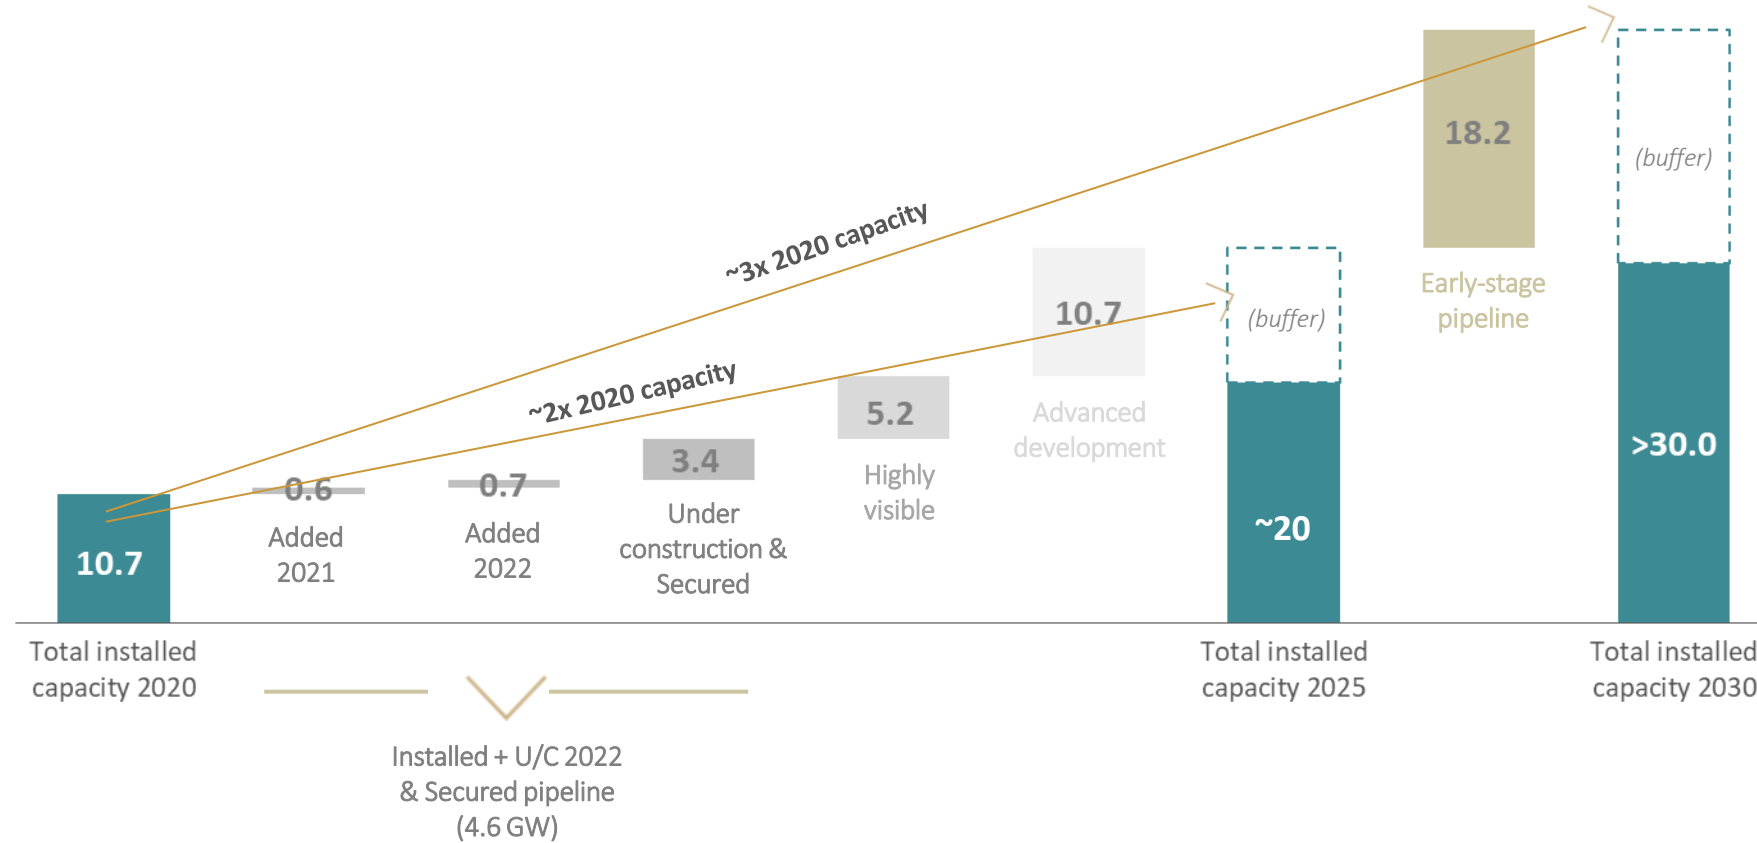 18.2
(buffer)
~3x 2020 capacity
Early-stage
pipeline
10.7
(buffer)
~2x 2020 capacity
5.2
Advanced
development
>30.0
3.4
Highly
visible
0.6
0.7
Under
construction &
Secured
~20
Added
2021
Added
2022
10.7
Total installed
capacity 2020
Total installed
capacity 2025
Total installed
capacity 2030
Installed + U/C 2022
& Secured pipeline
(4.6 GW)